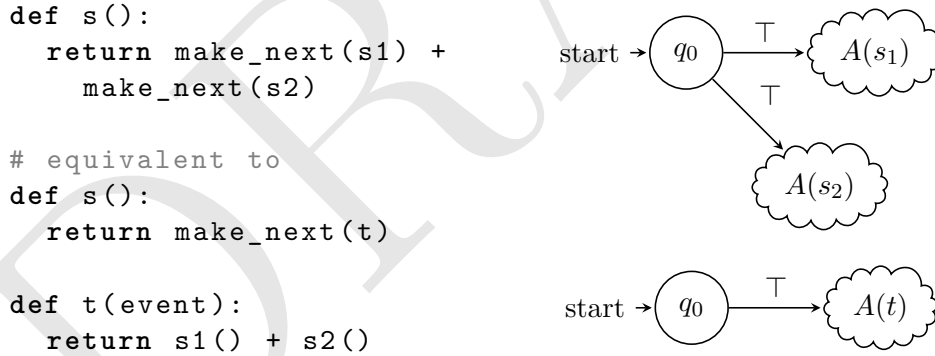 def s():
  return make_next(s1) +
    make_next(s2)

# equivalent to
def s():
  return make_next(t)

def t(event):
  return s1() + s2()
start q₀ ⊤ A(s₁)
⊤
A(s₂)
start q₀ ⊤ A(t)
DRA